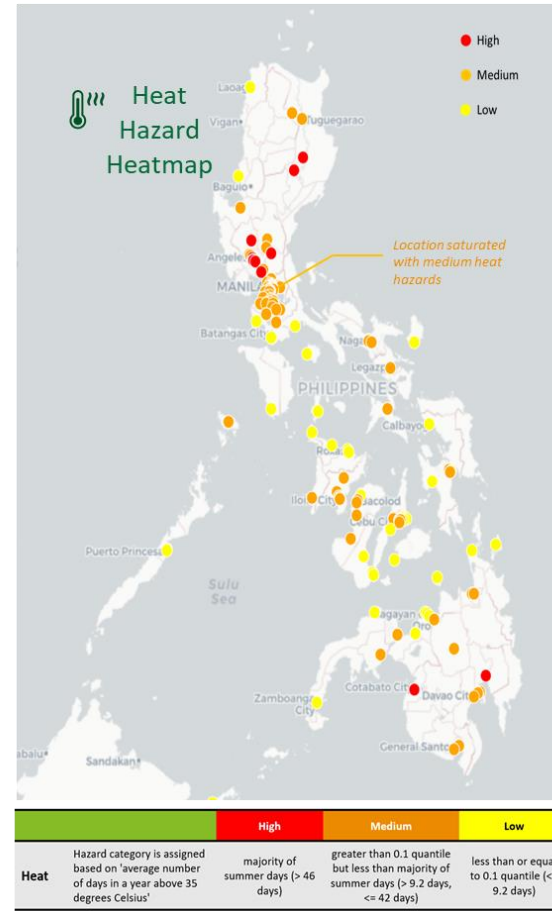 Heat
Hazard
Heatmap
High
Medium
Low
Laoag
Vigan
Tuguegarao
Baguio
Angeles
Location saturated
with medium heat
hazards
MANILA
Batangas City
Naga
Legazp
PHILIPPINES
Calbayog
Roxas
Iloilo City
Bacolod
Cebu City
Puerto Princesa
Sulu
Sea
Cagayan de
Oro
Zamboanga
City
Cotabato City
Davao City
General Santo
abalu
Sandakan
High
Medium
Low
Heat
Hazard category is assigned
based on 'average number
of days in a year above 35
degrees Celsius'
majority of
summer days (> 46
days)
greater than 0.1 quantile
but less than majority of
summer days (> 9.2 days,
<= 42 days)
less than or equa
to 0.1 quantile (<
9.2 days)